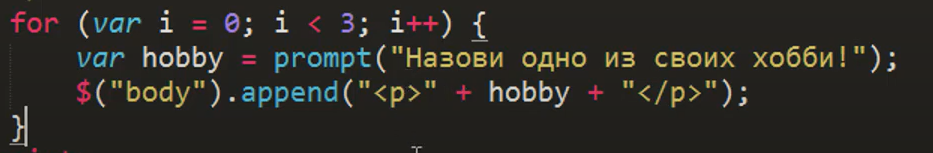 for (var i = 0; i < 3; i++) {
    var hobby = prompt("Назови одно из своих хобби!");
    $("body").append("<p>" + hobby + "</p>");
}